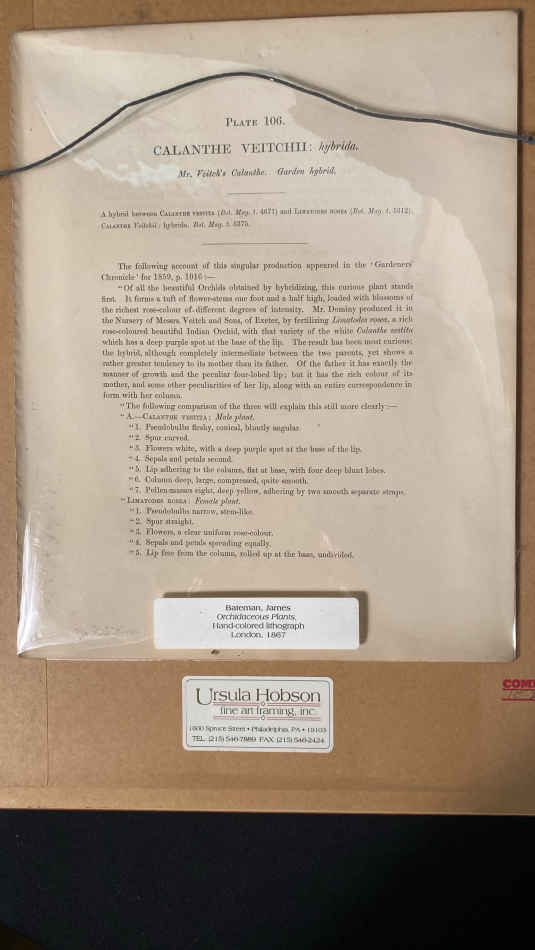 PLATE 106.
CALANTHE VEITCHII: hybrida.
Mr. Veitch's Calanthe. Garden hybrid.
A hybrid between CALANTHE VESTITA (Bot. Mag. t. 4671) and LIMATODES ROSEA (Bot. Mag. t. 5312).
CALANTHE Veitchii: hybrida. Bot. Mag. t. 5375.
The following account of this singular production appeared in the 'Gardeners'
Chronicle' for 1859, p. 1016:—
"Of all the beautiful Orchids obtained by hybridizing, this curious plant stands
first. It forms a tuft of flower-stems one foot and a half high, loaded with blossoms of
the richest rose-colour of different degrees of intensity. Mr. Dominy produced it in
the Nursery of Messrs. Veitch and Sons, of Exeter, by fertilizing Limatodes rosea, a rich
rose-coloured beautiful Indian Orchid, with that variety of the white Calanthe vestita
which has a deep purple spot at the base of the lip. The result has been most curious;
the hybrid, although completely intermediate between the two parents, yet shows a
rather greater tendency to its mother than its father. Of the father it has exactly the
manner of growth and the peculiar four-lobed lip; but it has the rich colour of its
mother, and some other peculiarities of her lip, along with an entire correspondence in
form with her column.
"The following comparison of the three will explain this still more clearly:—
"A.—CALANTHE VESTITA: Male plant.
"1. Pseudobulbs fleshy, conical, bluntly angular.
"2. Spur curved.
"3. Flowers white, with a deep purple spot at the base of the lip.
"4. Sepals and petals second.
"5. Lip adhering to the column, flat at base, with four deep blunt lobes.
"6. Column deep, large, compressed, quite smooth.
"7. Pollen-masses eight, deep yellow, adhering by two smooth separate straps.
"LIMATODES ROSEA: Female plant.
"1. Pseudobulbs narrow, stem-like.
"2. Spur straight.
"3. Flowers, a clear uniform rose-colour.
"4. Sepals and petals spreading equally.
"5. Lip free from the column, rolled up at the base, undivided.
Bateman, James
Orchidaceous Plants,
Hand-colored lithograph
London, 1867
Ursula Hobson
fine art framing, inc.
1600 Spruce Street • Philadelphia, PA • 19103
TEL. (215) 546-7889 FAX (215) 546-2424